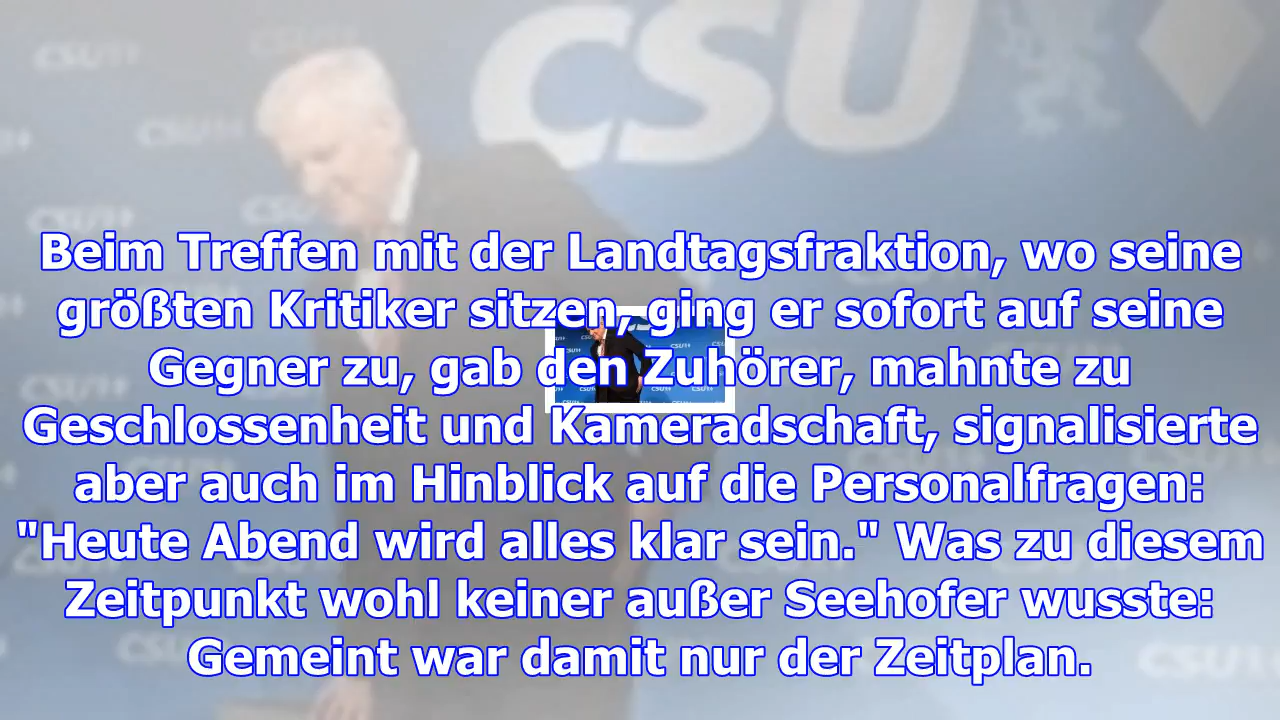 CSU
Beim Treffen mit der Landtagsfraktion, wo seine
größten Kritiker sitzen, ging er sofort auf seine
Gegner zu, gab den Zuhörer, mahnte zu
Geschlossenheit und Kameradschaft, signalisierte
aber auch im Hinblick auf die Personalfragen:
"Heute Abend wird alles klar sein." Was zu diesem
Zeitpunkt wohl keiner außer Seehofer wusste:
Gemeint war damit nur der Zeitplan.